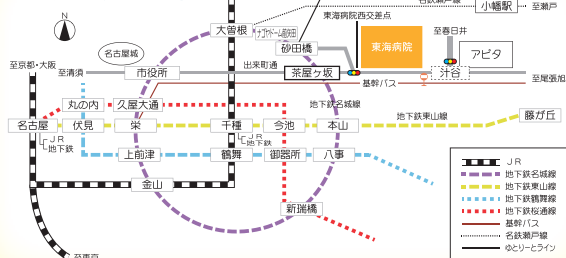 名鉄瀬戸線
小幡駅
至瀬戸
N
大曽根
ナゴヤドーム前矢田
東海病院西交差点
砂田橋
東海病院
至春日井
アピタ
名古屋城
至京都・大阪
至清須
市役所
出来町通
茶屋ヶ坂
汁谷
至尾張旭
基幹バス
丸の内
久屋大通
地下鉄名城線
名古屋
伏見
栄
千種
今池
本山
地下鉄東山線
藤が丘
JR
地下鉄
JR
地下鉄
上前津
鶴舞
御器所
八事
金山
新瑞橋
至東京
JR
地下鉄名城線
地下鉄東山線
地下鉄鶴舞線
地下鉄桜通線
基幹バス
名鉄瀬戸線
ゆとりーとライン